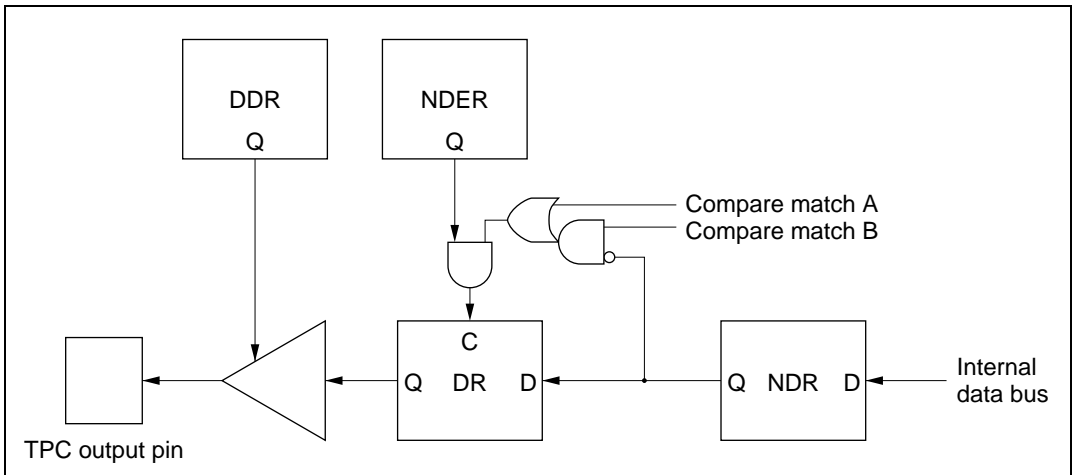 DDR
Q
NDER
Q
Compare match A
Compare match B
C
Q DR D
Q NDR D
Internal
data bus
TPC output pin